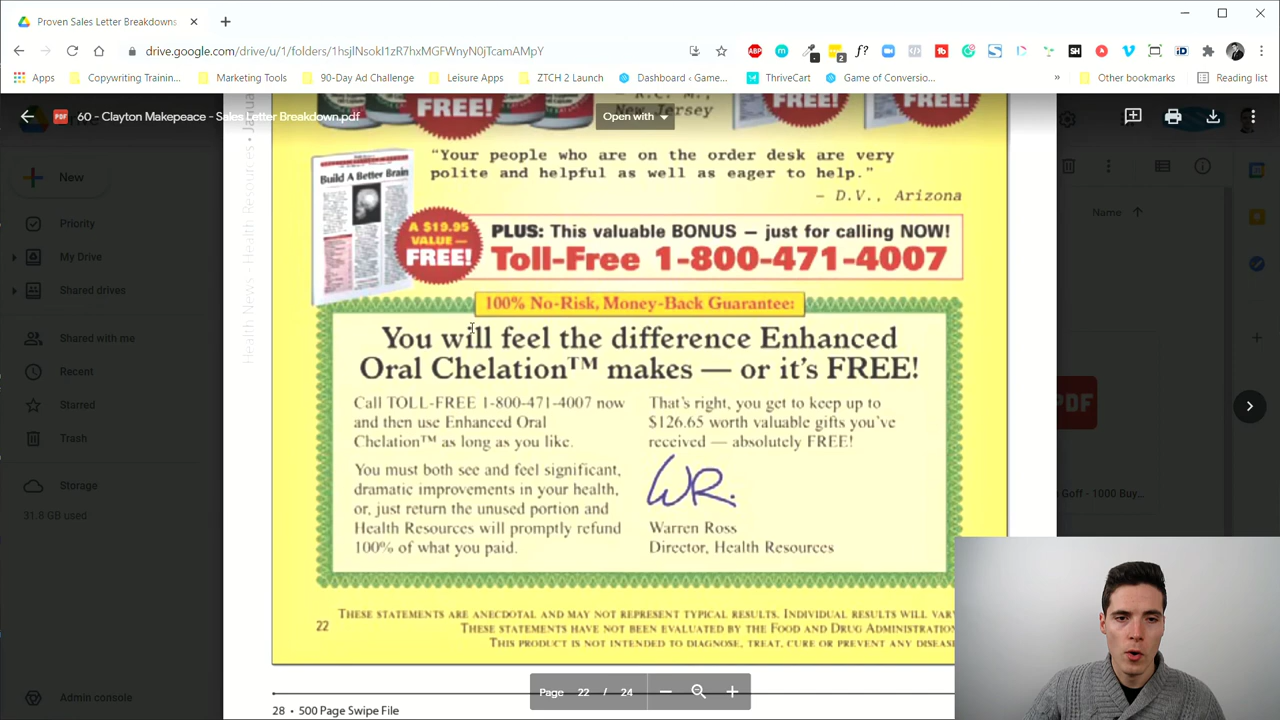 Proven Sales Letter Breakdowns
drive.google.com/drive/u/1/folders/1hsjlNsokI1zR7hxMGFWnyN0jTcamAMpY
Apps
Copywriting Trainin...
Marketing Tools
90-Day Ad Challenge
Leisure Apps
ZTCH 2 Launch
Dashboard ‹ Game...
ThriveCart
Game of Conversio...
»
Other bookmarks
Reading list
60 - Clayton Makepeace - Sales Letter Breakdown.pdf
Open with
New
Priority
My Drive
Shared drives
Shared with me
Recent
Starred
Trash
Storage
31.8 GB used
Admin console
Name
PDF
Goff - 1000 Buy...
FREE!
New Jersey
FREE!
FREE!
Build A Better Brain
"Your people who are on the order desk are very
polite and helpful as well as eager to help."
– D.V., Arizona
A $19.95
VALUE —
FREE!
PLUS: This valuable BONUS — just for calling NOW!
Toll-Free 1-800-471-4007
100% No-Risk, Money-Back Guarantee:
You will feel the difference Enhanced
Oral Chelation™ makes — or it's FREE!
Call TOLL-FREE 1-800-471-4007 now
and then use Enhanced Oral
Chelation™ as long as you like.
You must both see and feel significant,
dramatic improvements in your health,
or, just return the unused portion and
Health Resources will promptly refund
100% of what you paid.
That's right, you get to keep up to
$126.65 worth valuable gifts you've
received — absolutely FREE!
WR.
Warren Ross
Director, Health Resources
THESE STATEMENTS ARE ANECDOTAL AND MAY NOT REPRESENT TYPICAL RESULTS. INDIVIDUAL RESULTS WILL VAR
22
THESE STATEMENTS HAVE NOT BEEN EVALUATED BY THE FOOD AND DRUG ADMINISTRATIO
THIS PRODUCT IS NOT INTENDED TO DIAGNOSE, TREAT, CURE OR PREVENT ANY DISEAS
Page 22 / 24
28 • 500 Page Swipe File